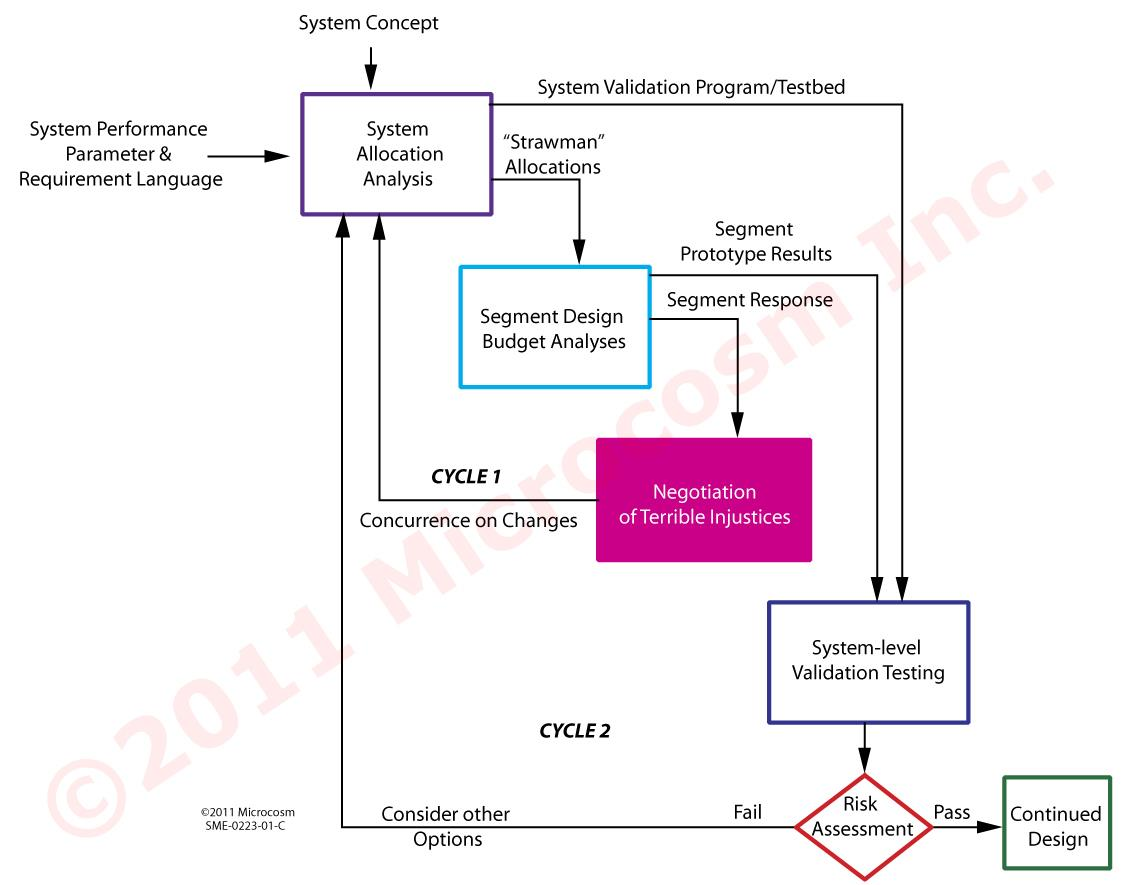 System Concept
System Validation Program/Testbed
System Performance
Parameter &
Requirement Language
System
Allocation
Analysis
“Strawman”
Allocations
Segment
Prototype Results
Segment Response
Segment Design
Budget Analyses
CYCLE 1
Concurrence on Changes
Negotiation
of Terrible Injustices
System-level
Validation Testing
CYCLE 2
©2011 Microcosm
SME-0223-01-C
Consider other
Options
Fail
Risk
Assessment
Pass
Continued
Design
©2011 Microcosm Inc.